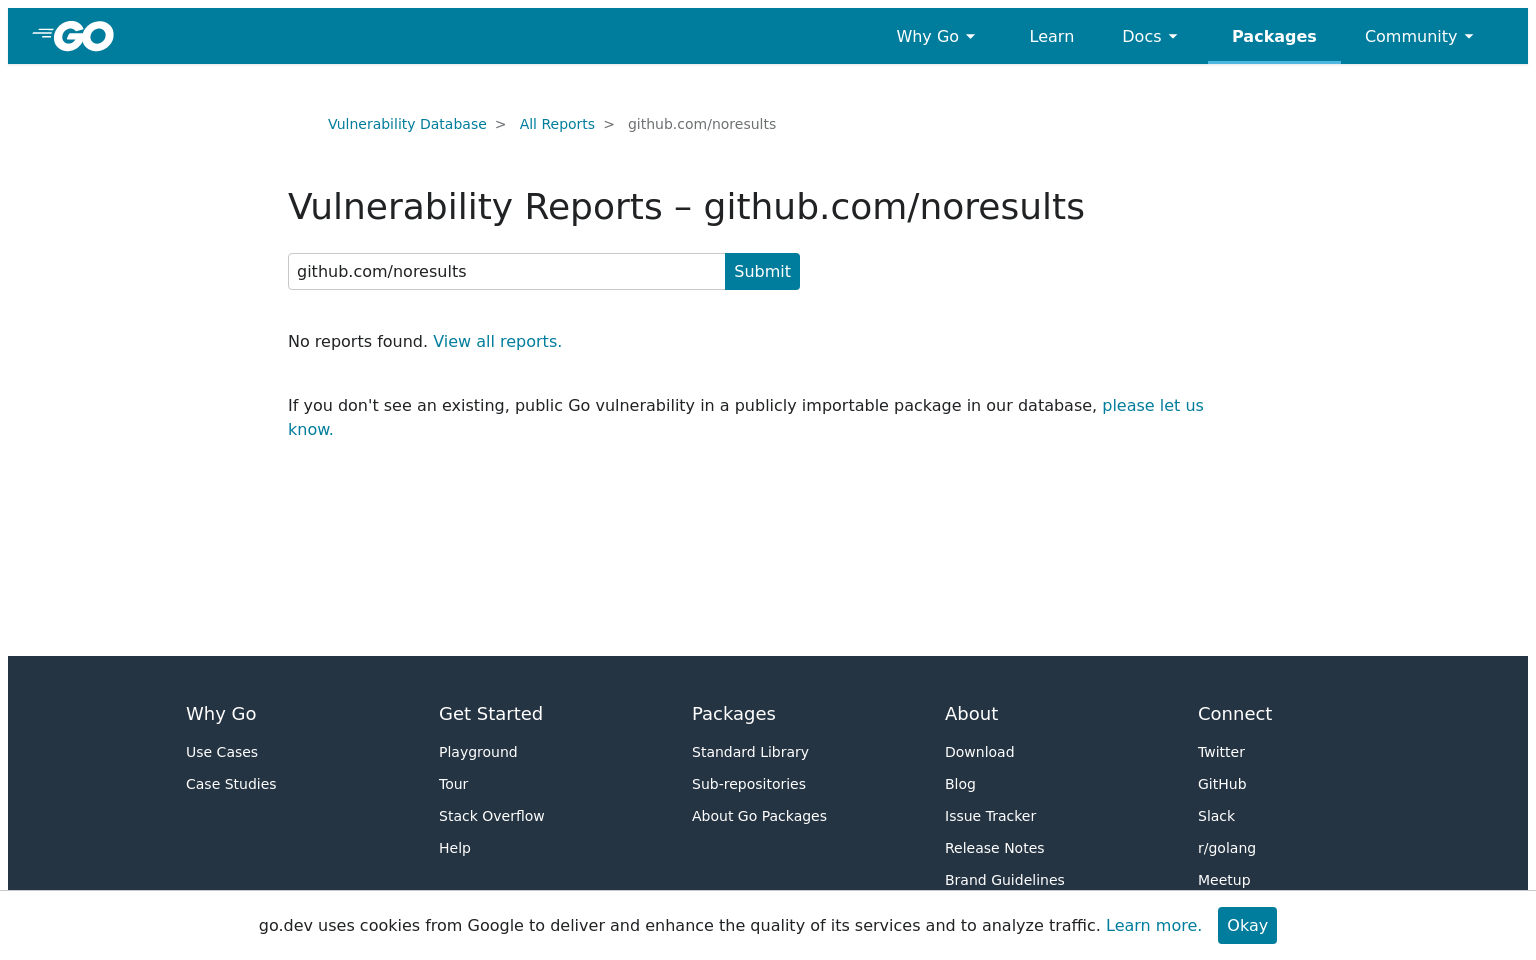 GO
Why Go
Learn
Docs
Packages
Community
Vulnerability Database > All Reports > github.com/noresults
Vulnerability Reports – github.com/noresults
github.com/noresults
Submit
No reports found. View all reports.
If you don't see an existing, public Go vulnerability in a publicly importable package in our database, please let us
know.
Why Go
Use Cases
Case Studies
Get Started
Playground
Tour
Stack Overflow
Help
Packages
Standard Library
Sub-repositories
About Go Packages
About
Download
Blog
Issue Tracker
Release Notes
Brand Guidelines
Connect
Twitter
GitHub
Slack
r/golang
Meetup
go.dev uses cookies from Google to deliver and enhance the quality of its services and to analyze traffic. Learn more.
Okay